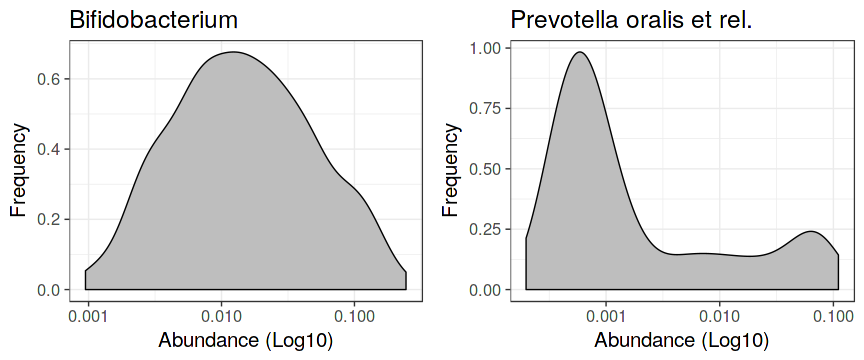 Bifidobacterium
Frequency
0.6
0.4
0.2
0.0
0.001 0.010 0.100
Abundance (Log10)
Prevotella oralis et rel.
Frequency
1.00
0.75
0.50
0.25
0.00
0.001 0.010 0.100
Abundance (Log10)